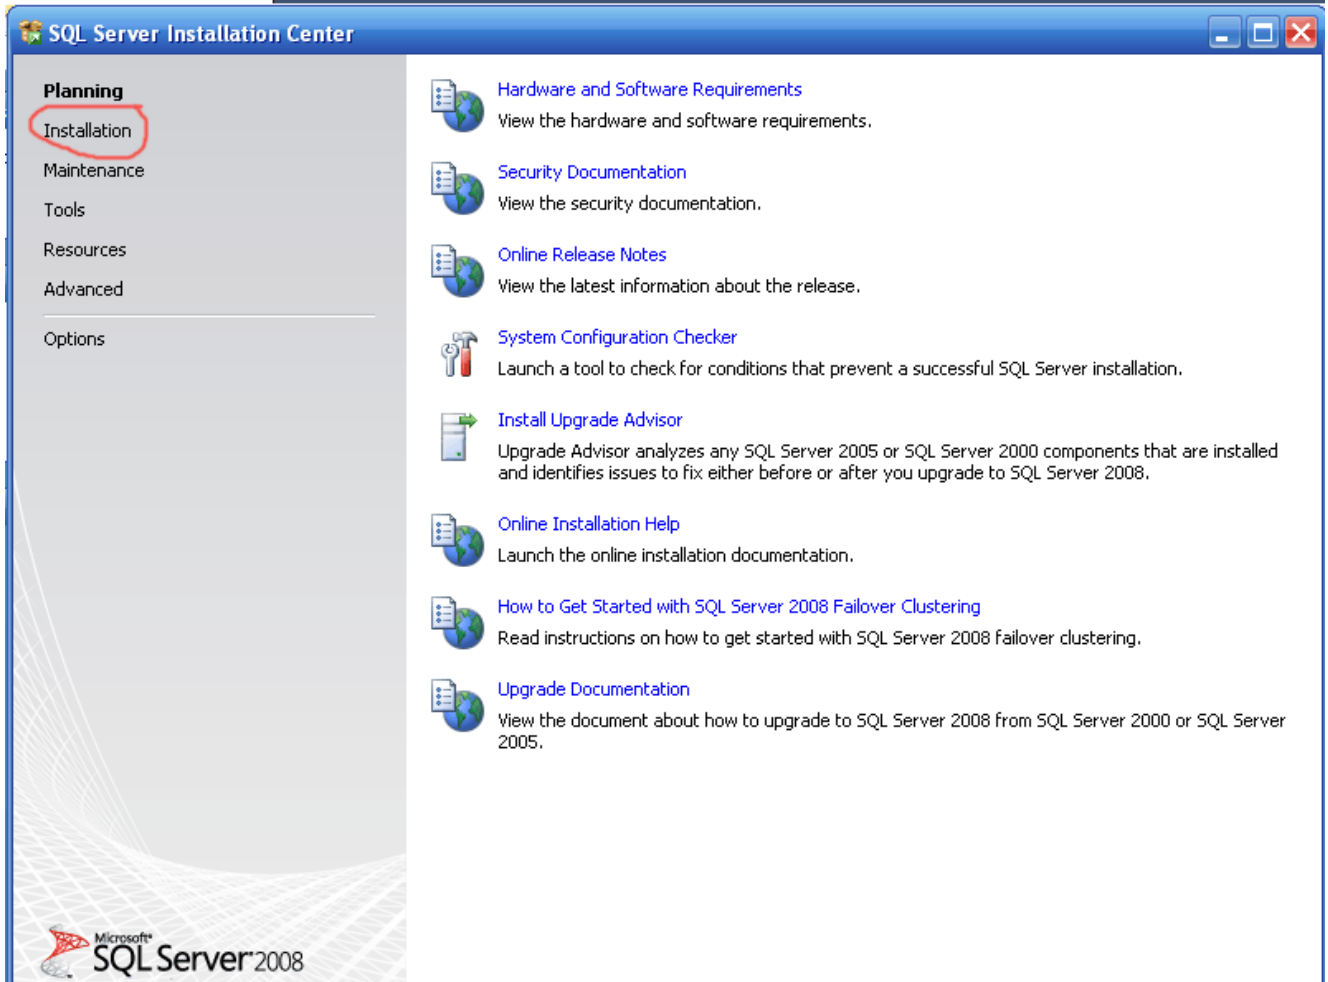 SQL Server Installation Center
Planning
Installation
Maintenance
Tools
Resources
Advanced
Options
Hardware and Software Requirements
View the hardware and software requirements.
Security Documentation
View the security documentation.
Online Release Notes
View the latest information about the release.
System Configuration Checker
Launch a tool to check for conditions that prevent a successful SQL Server installation.
Install Upgrade Advisor
Upgrade Advisor analyzes any SQL Server 2005 or SQL Server 2000 components that are installed
and identifies issues to fix either before or after you upgrade to SQL Server 2008.
Online Installation Help
Launch the online installation documentation.
How to Get Started with SQL Server 2008 Failover Clustering
Read instructions on how to get started with SQL Server 2008 failover clustering.
Upgrade Documentation
View the document about how to upgrade to SQL Server 2008 from SQL Server 2000 or SQL Server
2005.
Microsoft®
SQL Server®2008